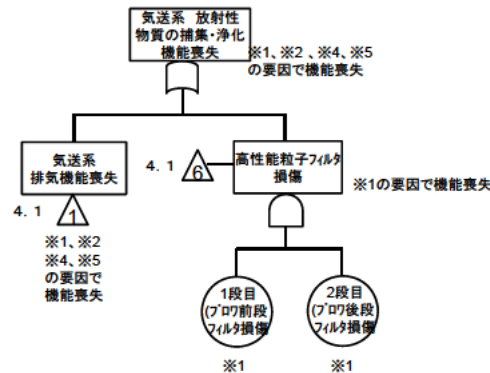 気送系 放射性
物質の捕集・浄化
機能喪失
※1、※2 、※4、※5
の要因で機能喪失
気送系
排気機能喪失
4. 1
1
※1、※2
※4、※5
の要因で
機能喪失
4. 1
6
高性能粒子フィルタ
損傷
※1の要因で機能喪失
1段目
(ブロワ前段
フィルタ損傷
※1
2段目
(ブロワ後段
フィルタ損傷
※1